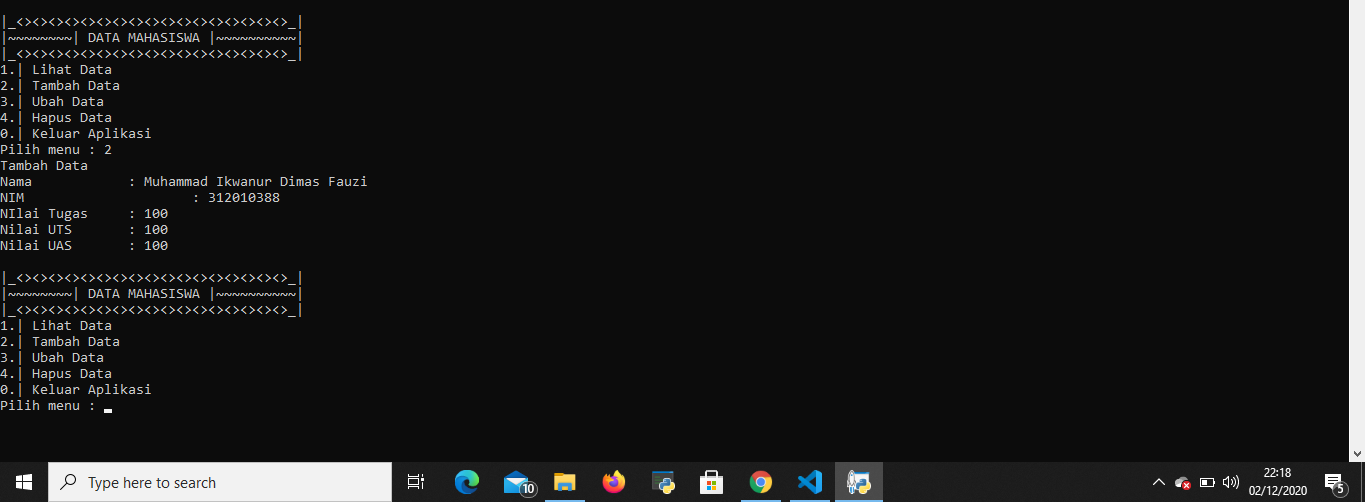 |_<><><><><><><><><><><><><><><><><>_|
|~~~~~~~~| DATA MAHASISWA |~~~~~~~~~~|
|_<><><><><><><><><><><><><><><><><>_|
1.| Lihat Data
2.| Tambah Data
3.| Ubah Data
4.| Hapus Data
0.| Keluar Aplikasi
Pilih menu : 2
Tambah Data
Nama            : Muhammad Ikwanur Dimas Fauzi
NIM                     : 312010388
NIlai Tugas     : 100
Nilai UTS       : 100
Nilai UAS       : 100
|_<><><><><><><><><><><><><><><><><>_|
|~~~~~~~~| DATA MAHASISWA |~~~~~~~~~~|
|_<><><><><><><><><><><><><><><><><>_|
1.| Lihat Data
2.| Tambah Data
3.| Ubah Data
4.| Hapus Data
0.| Keluar Aplikasi
Pilih menu :
Type here to search
10
22:18
02/12/2020
5